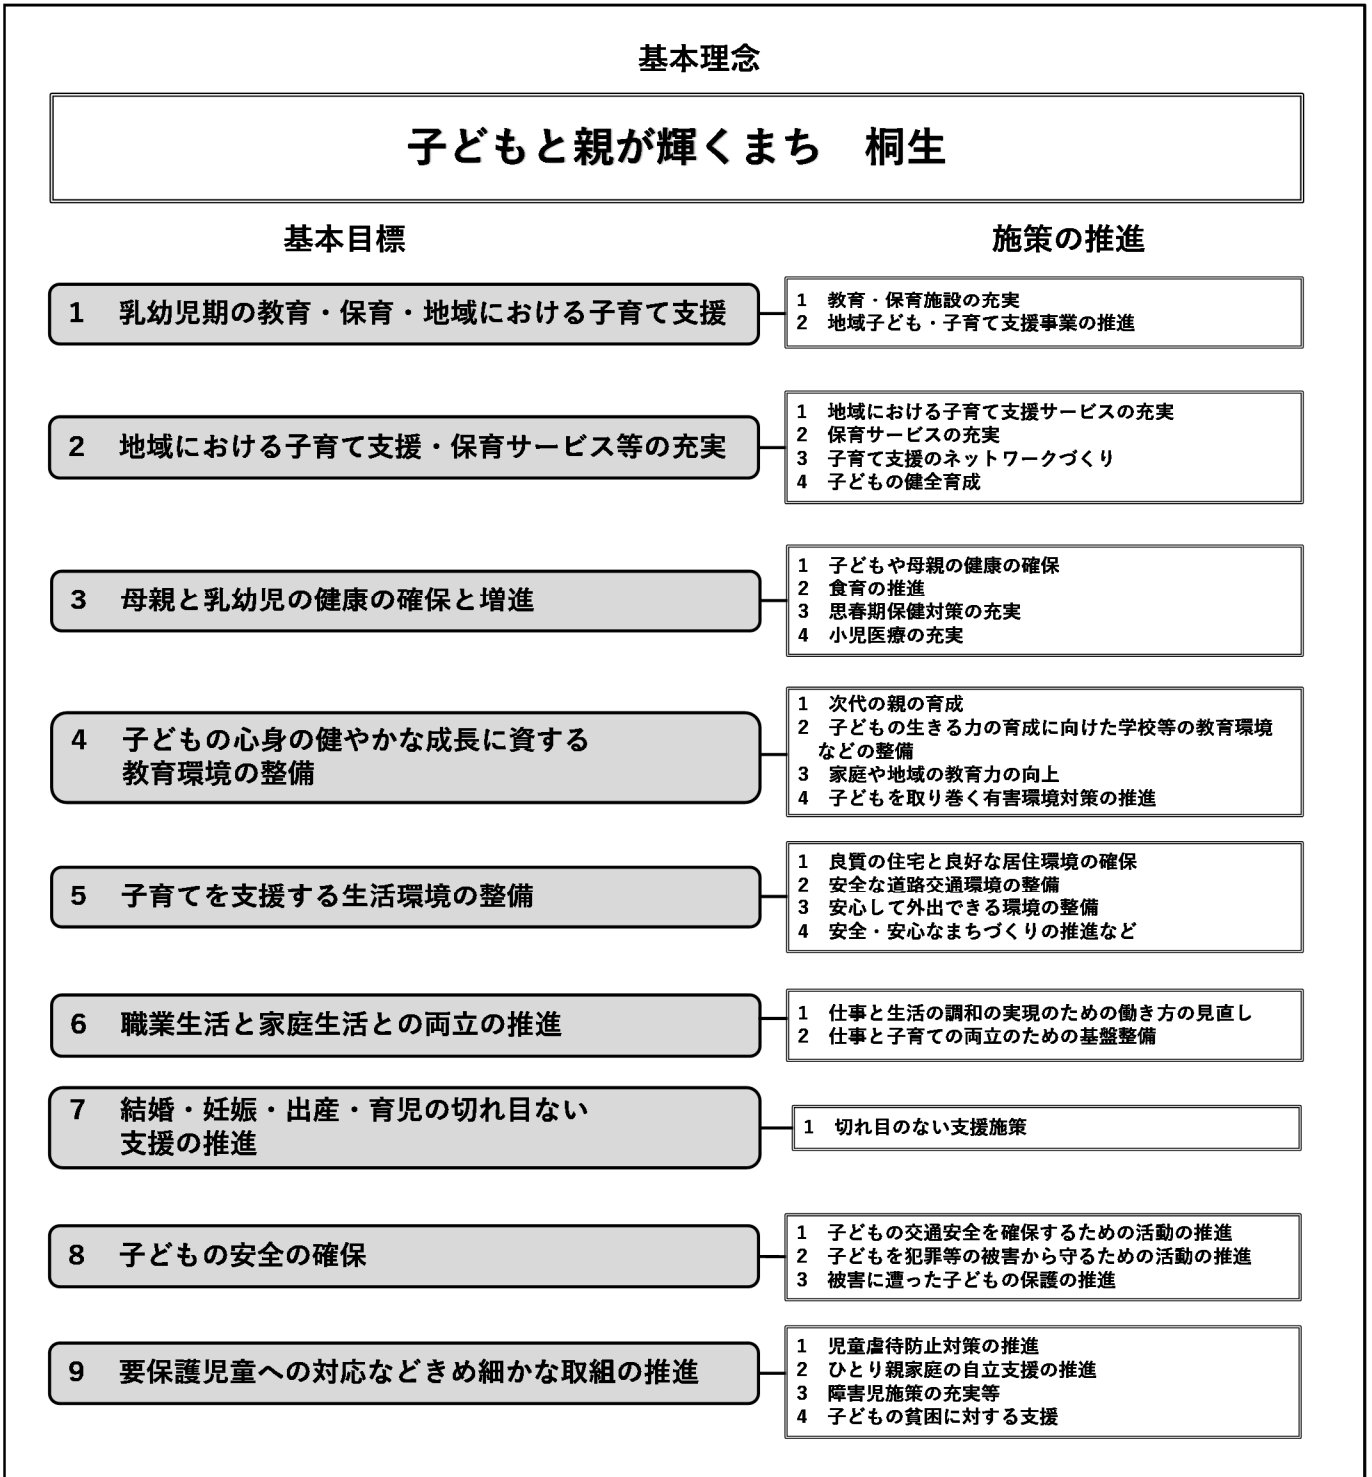 基本理念
子どもと親が輝くまち　桐生
基本目標
施策の推進
1　乳幼児期の教育・保育・地域における子育て支援
1　教育・保育施設の充実
2　地域子ども・子育て支援事業の推進
2　地域における子育て支援・保育サービス等の充実
1　地域における子育て支援サービスの充実
2　保育サービスの充実
3　子育て支援のネットワークづくり
4　子どもの健全育成
3　母親と乳幼児の健康の確保と増進
1　子どもや母親の健康の確保
2　食育の推進
3　思春期保健対策の充実
4　小児医療の充実
4　子どもの心身の健やかな成長に資する
教育環境の整備
1　次代の親の育成
2　子どもの生きる力の育成に向けた学校等の教育環境
などの整備
3　家庭や地域の教育力の向上
4　子どもを取り巻く有害環境対策の推進
5　子育てを支援する生活環境の整備
1　良質の住宅と良好な居住環境の確保
2　安全な道路交通環境の整備
3　安心して外出できる環境の整備
4　安全・安心なまちづくりの推進など
6　職業生活と家庭生活との両立の推進
1　仕事と生活の調和の実現のための働き方の見直し
2　仕事と子育ての両立のための基盤整備
7　結婚・妊娠・出産・育児の切れ目ない
支援の推進
1　切れ目のない支援施策
8　子どもの安全の確保
1　子どもの交通安全を確保するための活動の推進
2　子どもを犯罪等の被害から守るための活動の推進
3　被害に遭った子どもの保護の推進
9　要保護児童への対応などきめ細かな取組の推進
1　児童虐待防止対策の推進
2　ひとり親家庭の自立支援の推進
3　障害児施策の充実等
4　子どもの貧困に対する支援